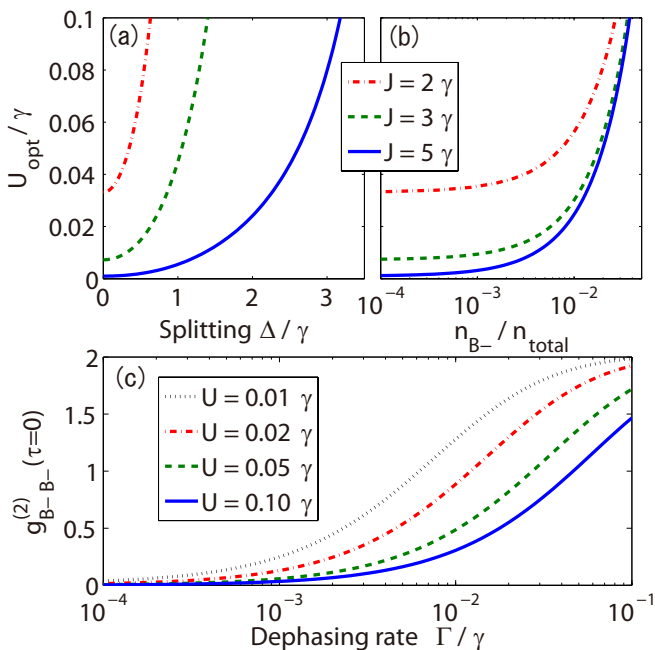 (a)
(b)
0.1
0.08
0.06
0.04
0.02
0
U_opt / γ
J = 2 γ
J = 3 γ
J = 5 γ
0 1 2 3
10⁻⁴ 10⁻³ 10⁻²
Splitting Δ / γ
n_B− / n_total
(c)
2
1.5
1
0.5
0
g^(2)_B− B−(τ=0)
U = 0.01 γ
U = 0.02 γ
U = 0.05 γ
U = 0.10 γ
10⁻⁴ 10⁻³ 10⁻² 10⁻¹
Dephasing rate Γ / γ